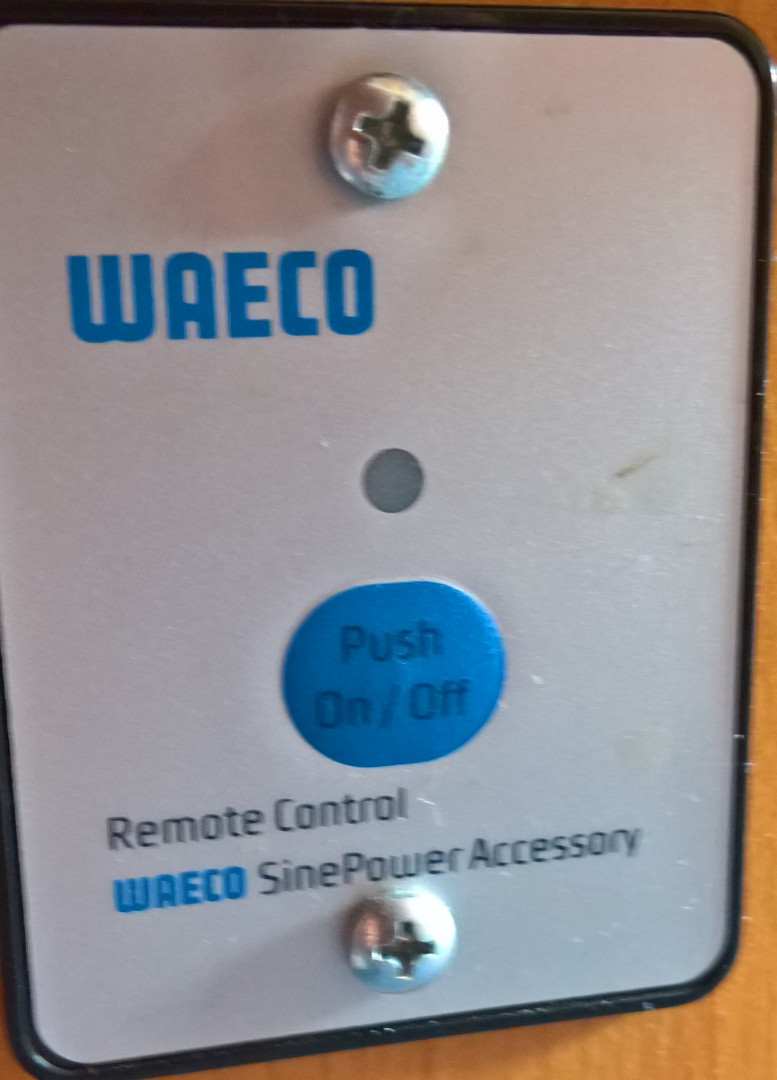 WAECO
Push
On / Off
Remote Control
WAECO SinePower Accessory